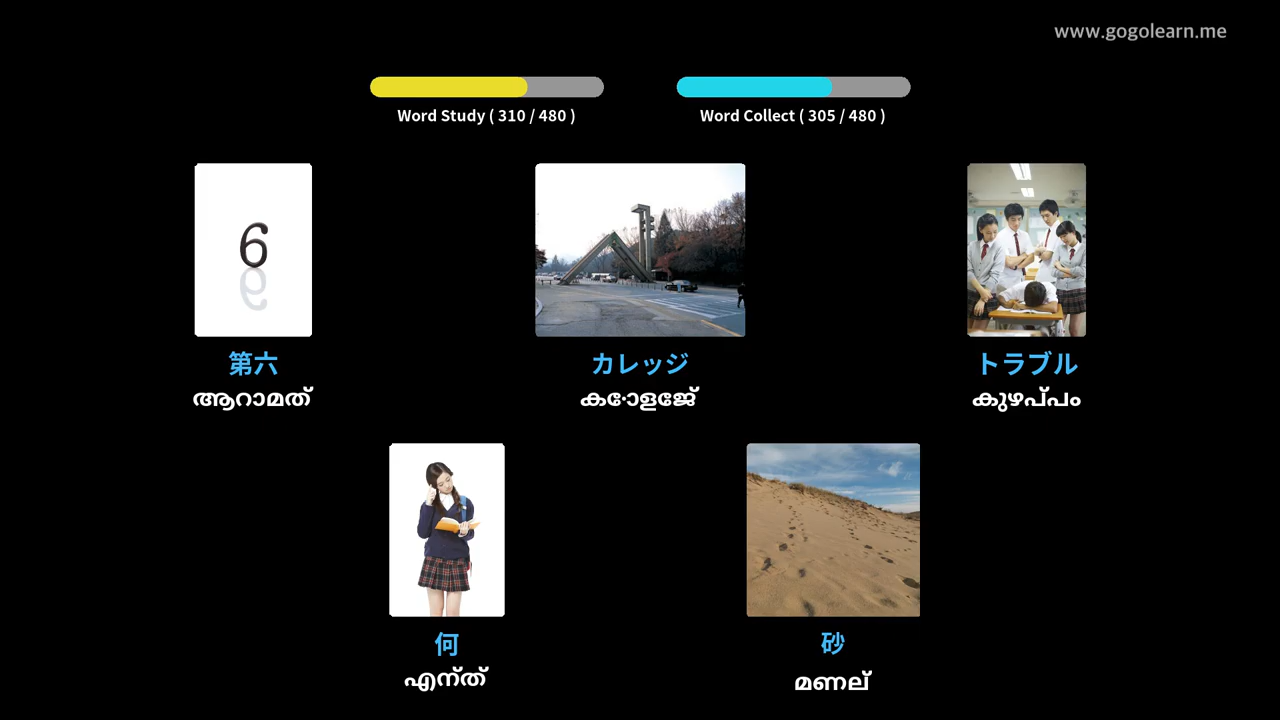 www.gogolearn.me
Word Study ( 310 / 480 )
Word Collect ( 305 / 480 )
6
第六
ആറാമത്
カレッジ
കോളേജ്
トラブル
കുഴപ്പം
何
എന്ത്
砂
മണല്